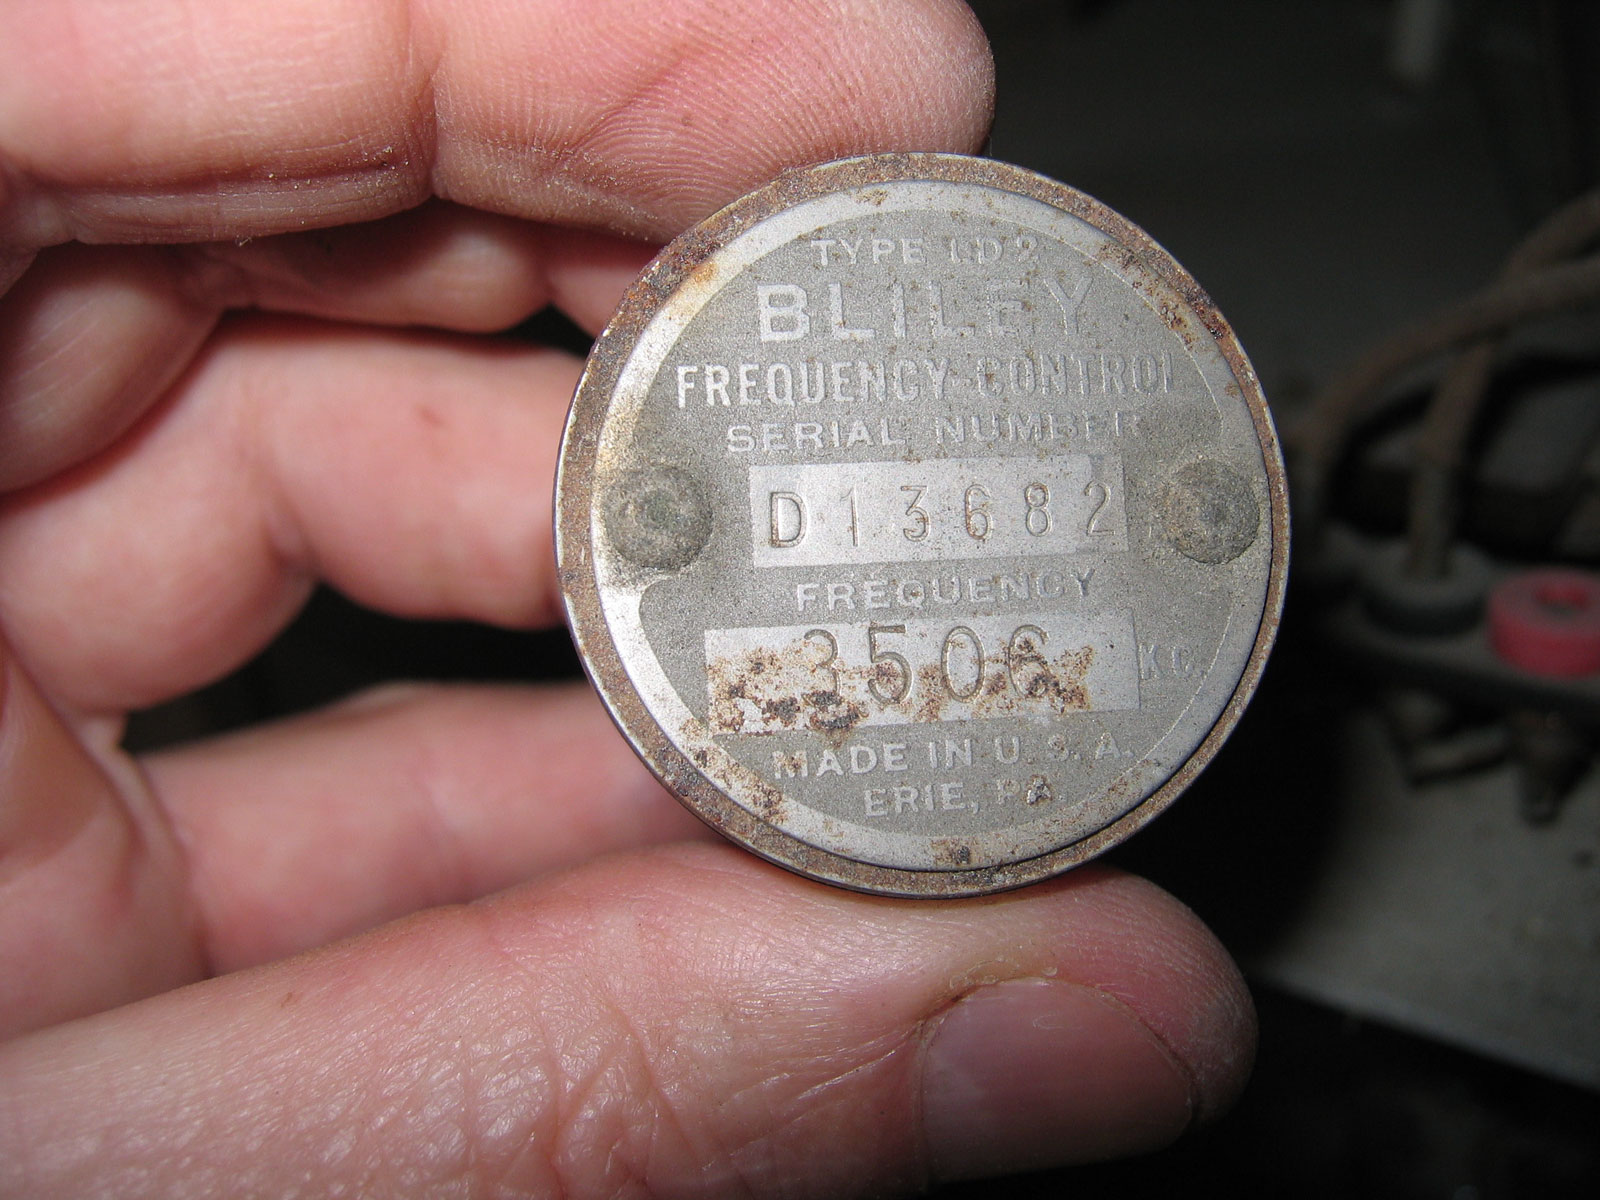 TYPE LD2
BLILEY
FREQUENCY CONTROL
SERIAL NUMBER
D13682
FREQUENCY
3506 KC.
MADE IN U.S.A.
ERIE, PA.